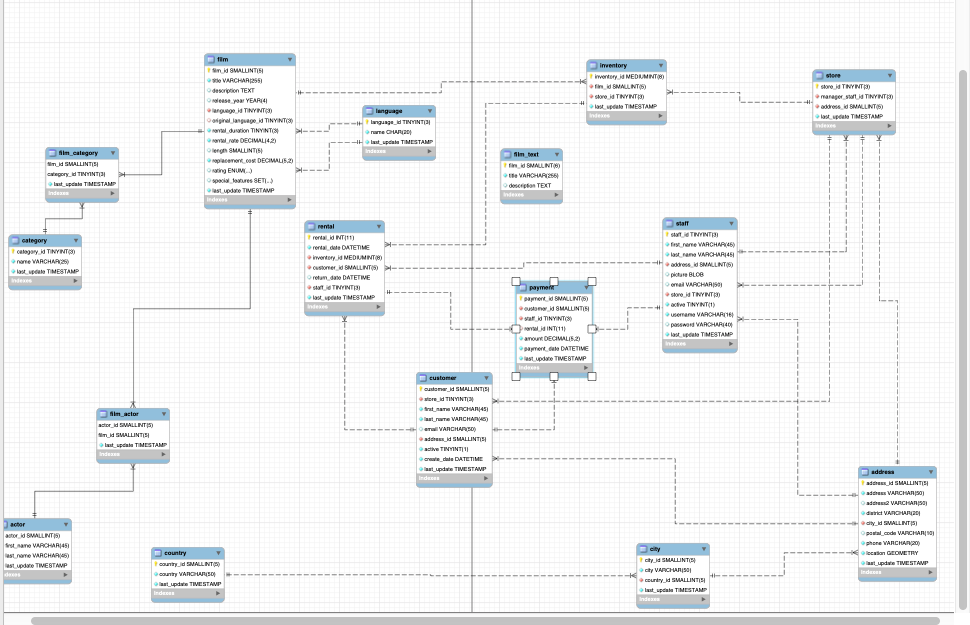 film
film_id SMALLINT(5)
title VARCHAR(255)
description TEXT
release_year YEAR(4)
language_id TINYINT(3)
original_language_id TINYINT(3)
rental_duration TINYINT(3)
rental_rate DECIMAL(4,2)
length SMALLINT(5)
replacement_cost DECIMAL(5,2)
rating ENUM(...)
special_features SET(...)
last_update TIMESTAMP
Indexes
language
language_id TINYINT(3)
name CHAR(20)
last_update TIMESTAMP
Indexes
inventory
inventory_id MEDIUMINT(8)
film_id SMALLINT(5)
store_id TINYINT(3)
last_update TIMESTAMP
Indexes
store
store_id TINYINT(3)
manager_staff_id TINYINT(3)
address_id SMALLINT(5)
last_update TIMESTAMP
Indexes
film_category
film_id SMALLINT(5)
category_id TINYINT(3)
last_update TIMESTAMP
Indexes
film_text
film_id SMALLINT(6)
title VARCHAR(255)
description TEXT
Indexes
category
category_id TINYINT(3)
name VARCHAR(25)
last_update TIMESTAMP
Indexes
rental
rental_id INT(11)
rental_date DATETIME
inventory_id MEDIUMINT(8)
customer_id SMALLINT(5)
return_date DATETIME
staff_id TINYINT(3)
last_update TIMESTAMP
Indexes
staff
staff_id TINYINT(3)
first_name VARCHAR(45)
last_name VARCHAR(45)
address_id SMALLINT(5)
picture BLOB
email VARCHAR(50)
store_id TINYINT(3)
active TINYINT(1)
username VARCHAR(16)
password VARCHAR(40)
last_update TIMESTAMP
Indexes
payment
payment_id SMALLINT(5)
customer_id SMALLINT(5)
staff_id TINYINT(3)
rental_id INT(11)
amount DECIMAL(5,2)
payment_date DATETIME
last_update TIMESTAMP
Indexes
customer
customer_id SMALLINT(5)
store_id TINYINT(3)
first_name VARCHAR(45)
last_name VARCHAR(45)
email VARCHAR(50)
address_id SMALLINT(5)
active TINYINT(1)
create_date DATETIME
last_update TIMESTAMP
Indexes
film_actor
actor_id SMALLINT(5)
film_id SMALLINT(5)
last_update TIMESTAMP
Indexes
address
address_id SMALLINT(5)
address VARCHAR(50)
address2 VARCHAR(50)
district VARCHAR(20)
city_id SMALLINT(5)
postal_code VARCHAR(10)
phone VARCHAR(20)
location GEOMETRY
last_update TIMESTAMP
Indexes
actor
actor_id SMALLINT(5)
first_name VARCHAR(45)
last_name VARCHAR(45)
last_update TIMESTAMP
dexes
country
country_id SMALLINT(5)
country VARCHAR(50)
last_update TIMESTAMP
Indexes
city
city_id SMALLINT(5)
city VARCHAR(50)
country_id SMALLINT(5)
last_update TIMESTAMP
Indexes